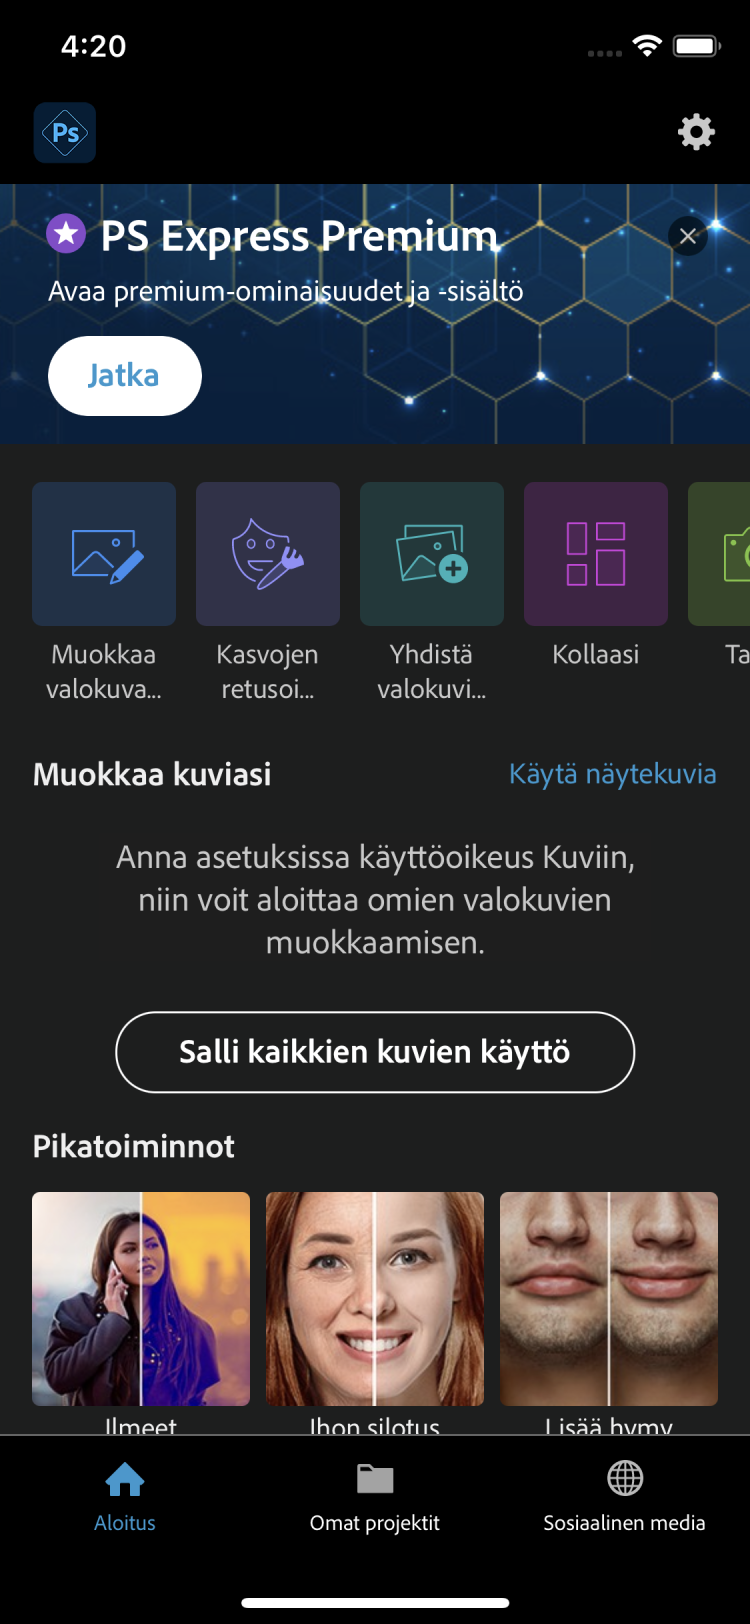 4:20
Ps
PS Express Premium
Avaa premium-ominaisuudet ja -sisältö
Jatka
Muokkaa
valokuva...
Kasvojen
retusoi...
Yhdistä
valokuvi...
Kollaasi
Ta
Muokkaa kuviasi
Käytä näytekuvia
Anna asetuksissa käyttöoikeus Kuviin,
niin voit aloittaa omien valokuvien
muokkaamisen.
Salli kaikkien kuvien käyttö
Pikatoiminnot
Ilmeet
Ihon silotus
Lisää hymy
Aloitus
Omat projektit
Sosiaalinen media